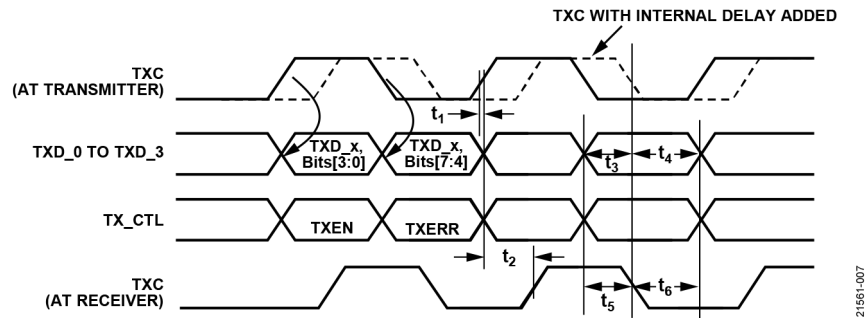 TXC WITH INTERNAL DELAY ADDED
TXC
(AT TRANSMITTER)
t1
TXD_0 TO TXD_3
TXD_x,
Bits[3:0]
TXD_x,
Bits[7:4]
t3
t4
TX_CTL
TXEN
TXERR
t2
TXC
(AT RECEIVER)
t5
t6
21561-007